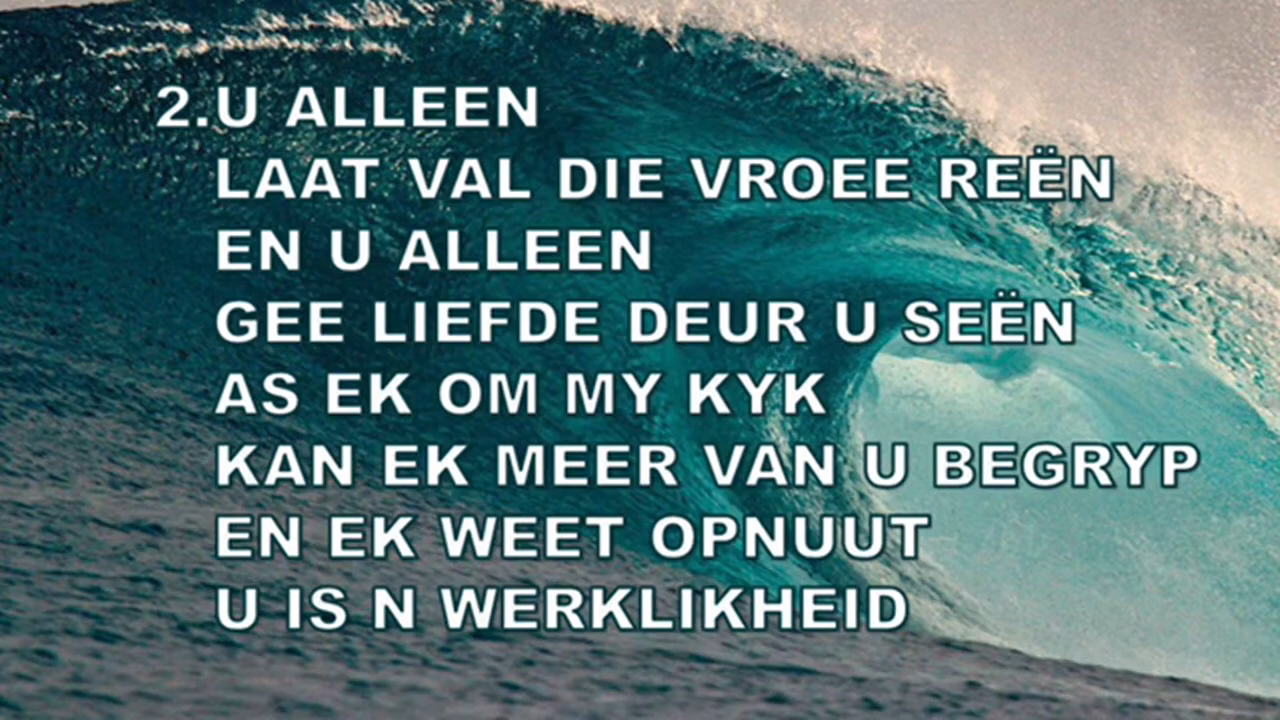 2.U ALLEEN
LAAT VAL DIE VROEE REËN
EN U ALLEEN
GEE LIEFDE DEUR U SEËN
AS EK OM MY KYK
KAN EK MEER VAN U BEGRYP
EN EK WEET OPNUUT
U IS N WERKLIKHEID